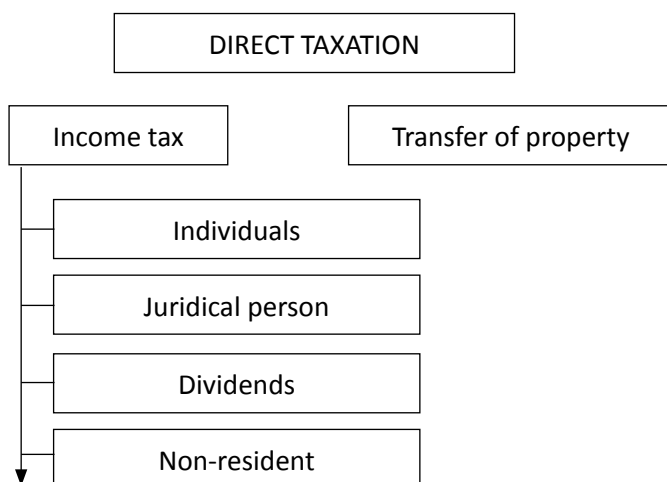 DIRECT TAXATION
Income tax
Transfer of property
Individuals
Juridical person
Dividends
Non-resident